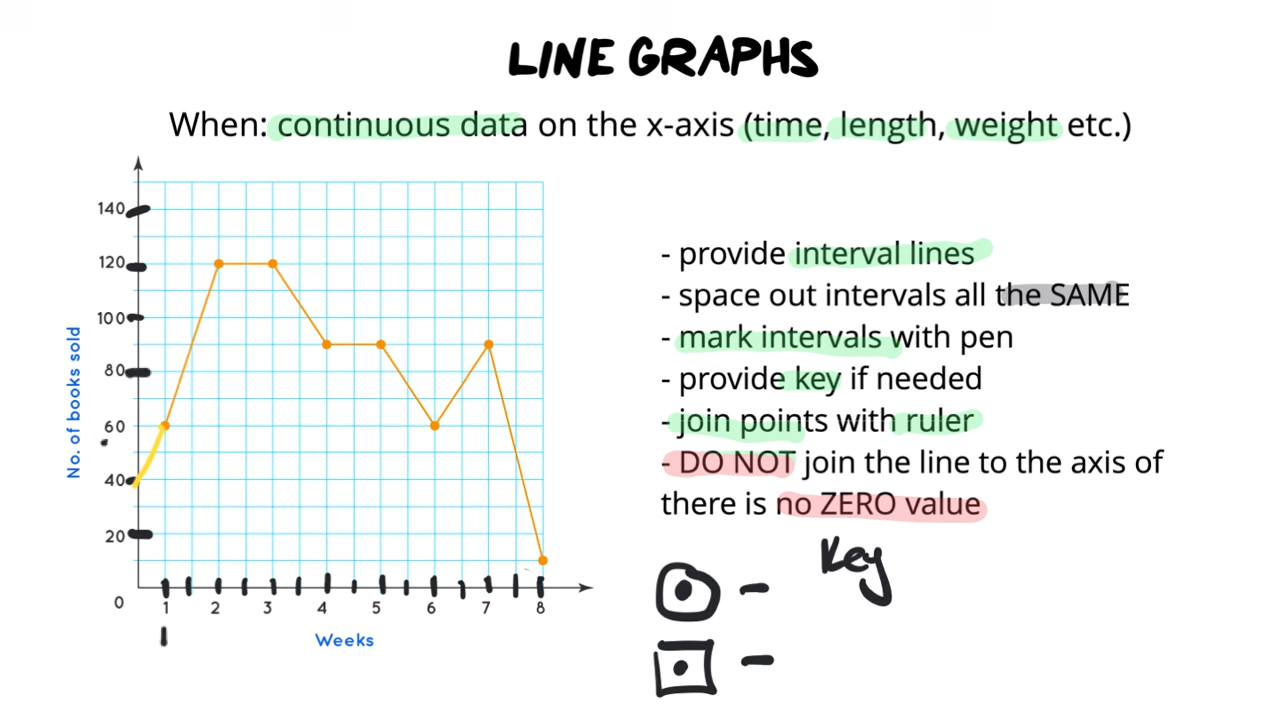 LINE GRAPHS
When: continuous data on the x-axis (time, length, weight etc.)
140
120
100
80
60
40
20
0
1 2 3 4 5 6 7 8
No. of books sold
Weeks
- provide interval lines
- space out intervals all the SAME
- mark intervals with pen
- provide key if needed
- join points with ruler
- DO NOT join the line to the axis of
there is no ZERO value
Key